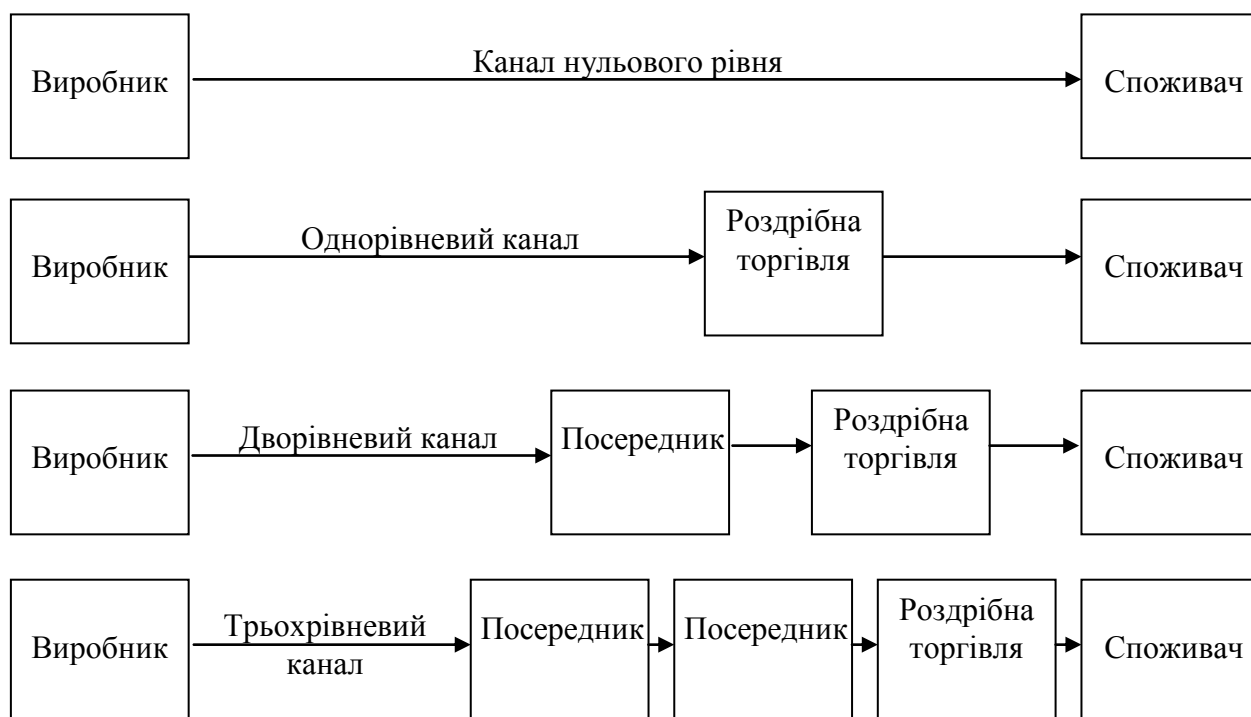 Виробник
Канал нульового рівня
Споживач
Виробник
Однорівневий канал
Роздрібна
торгівля
Споживач
Виробник
Дворівневий канал
Посередник
Роздрібна
торгівля
Споживач
Виробник
Трьохрівневий
канал
Посередник
Посередник
Роздрібна
торгівля
Споживач